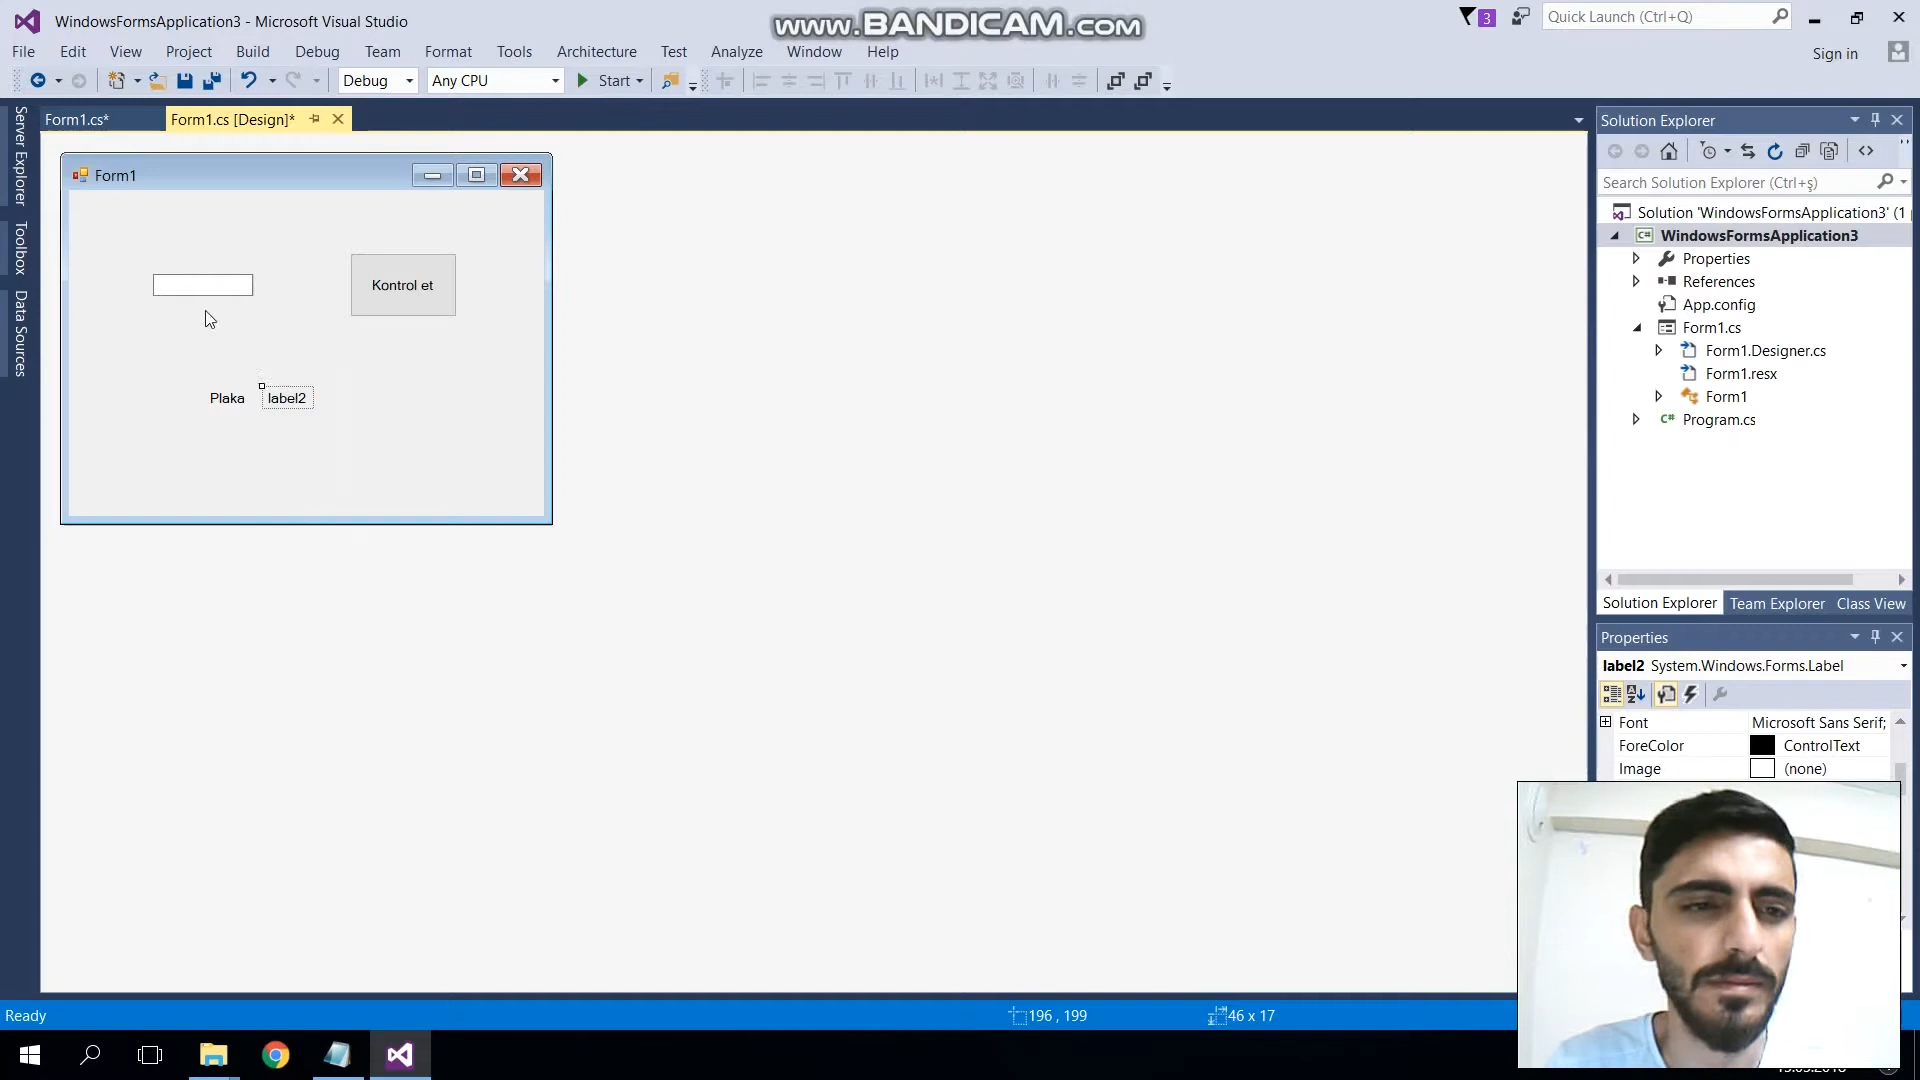 WindowsFormsApplication3 - Microsoft Visual Studio
www.BANDICAM.com
3
Quick Launch (Ctrl+Q)
File Edit View Project Build Debug Team Format Tools Architecture Test Analyze Window Help
Sign in
Debug Any CPU Start
Form1.cs* Form1.cs [Design]*
Server Explorer
Toolbox
Data Sources
Form1
Kontrol et
Plaka label2
Solution Explorer
Search Solution Explorer (Ctrl+ş)
Solution 'WindowsFormsApplication3' (1
C# WindowsFormsApplication3
Properties
References
App.config
Form1.cs
Form1.Designer.cs
Form1.resx
Form1
C# Program.cs
Solution Explorer Team Explorer Class View
Properties
label2 System.Windows.Forms.Label
Font Microsoft Sans Serif;
ForeColor ControlText
Image (none)
Ready 196 , 199 46 x 17